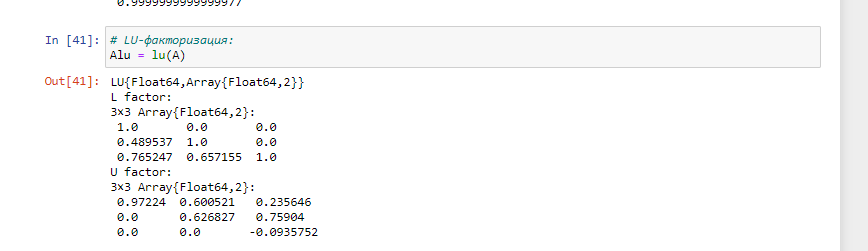 0.9999999999999977
In [41]: # LU-факторизация:
Alu = lu(A)
Out[41]: LU{Float64,Array{Float64,2}}
L factor:
3×3 Array{Float64,2}:
1.0 0.0 0.0
0.489537 1.0 0.0
0.765247 0.657155 1.0
U factor:
3×3 Array{Float64,2}:
0.97224 0.600521 0.235646
0.0 0.626827 0.75904
0.0 0.0 -0.0935752